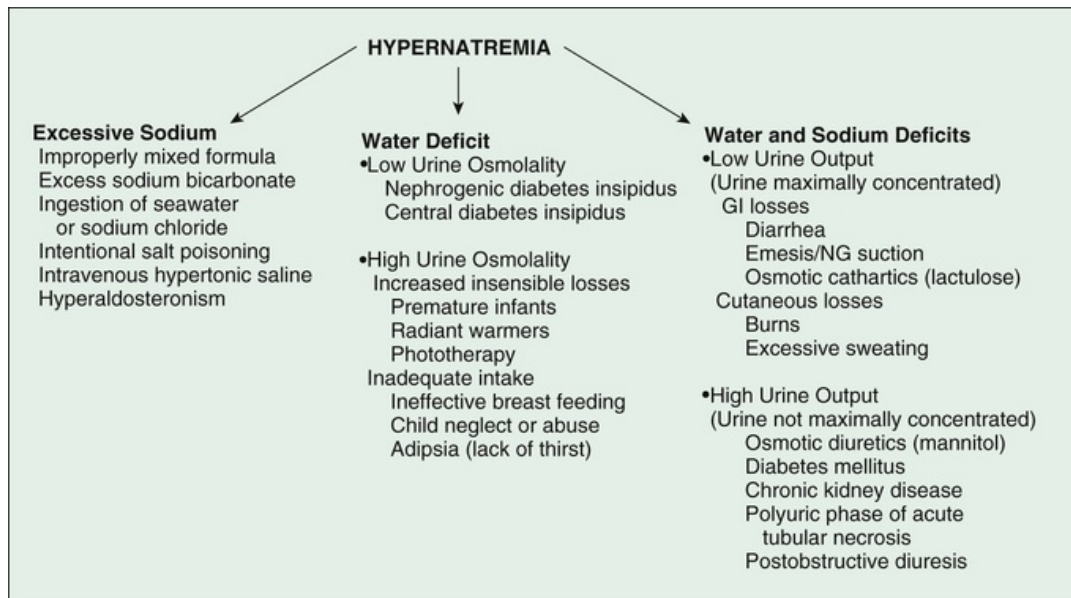 HYPERNATREMIA
Excessive Sodium
Improperly mixed formula
Excess sodium bicarbonate
Ingestion of seawater
or sodium chloride
Intentional salt poisoning
Intravenous hypertonic saline
Hyperaldosteronism
Water Deficit
•Low Urine Osmolality
Nephrogenic diabetes insipidus
Central diabetes insipidus
•High Urine Osmolality
Increased insensible losses
Premature infants
Radiant warmers
Phototherapy
Inadequate intake
Ineffective breast feeding
Child neglect or abuse
Adipsia (lack of thirst)
Water and Sodium Deficits
•Low Urine Output
(Urine maximally concentrated)
GI losses
Diarrhea
Emesis/NG suction
Osmotic cathartics (lactulose)
Cutaneous losses
Burns
Excessive sweating
•High Urine Output
(Urine not maximally concentrated)
Osmotic diuretics (mannitol)
Diabetes mellitus
Chronic kidney disease
Polyuric phase of acute
tubular necrosis
Postobstructive diuresis